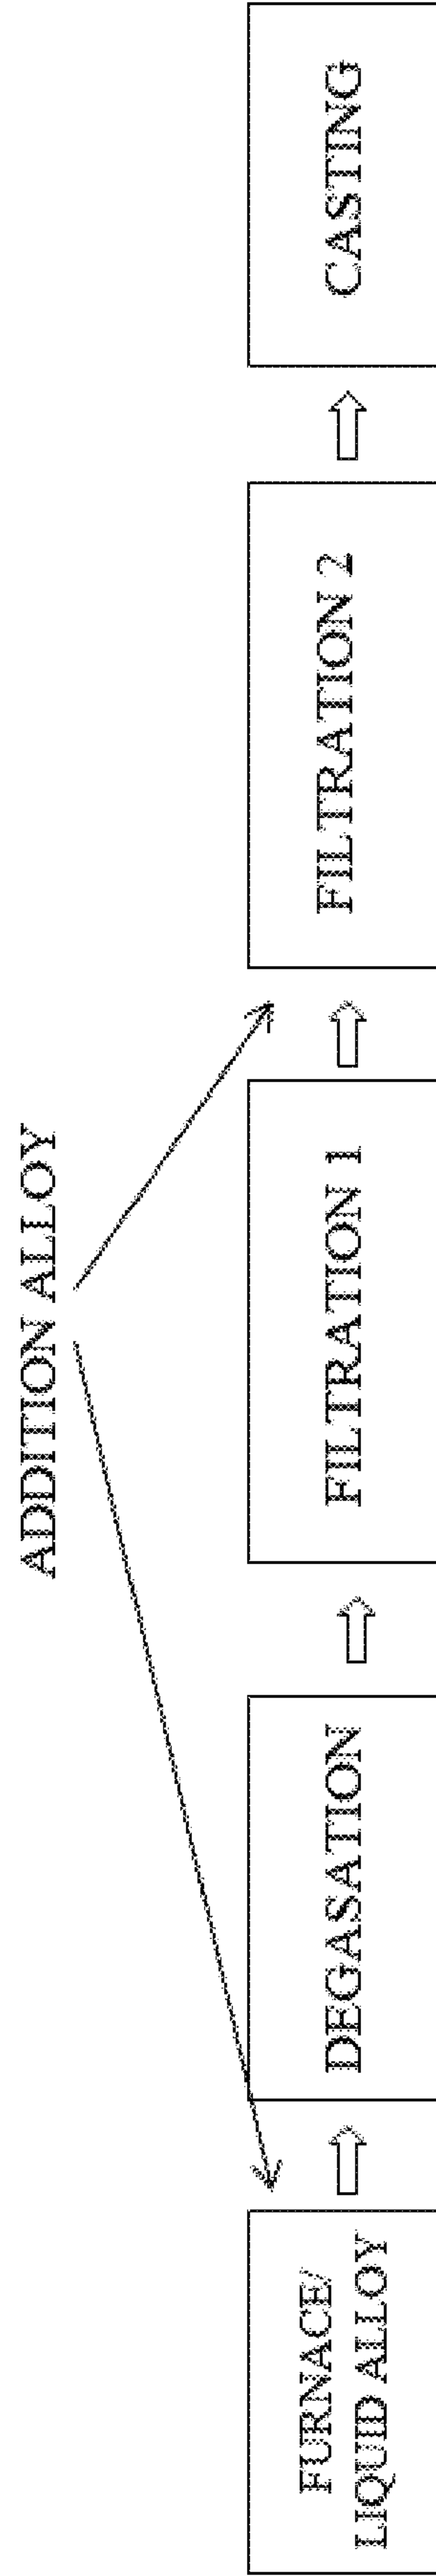 ADDITION ALLOY
FURNACE/
LIQUID ALLOY
DEGASATION
FILTRATION 1
FILTRATION 2
CASTING